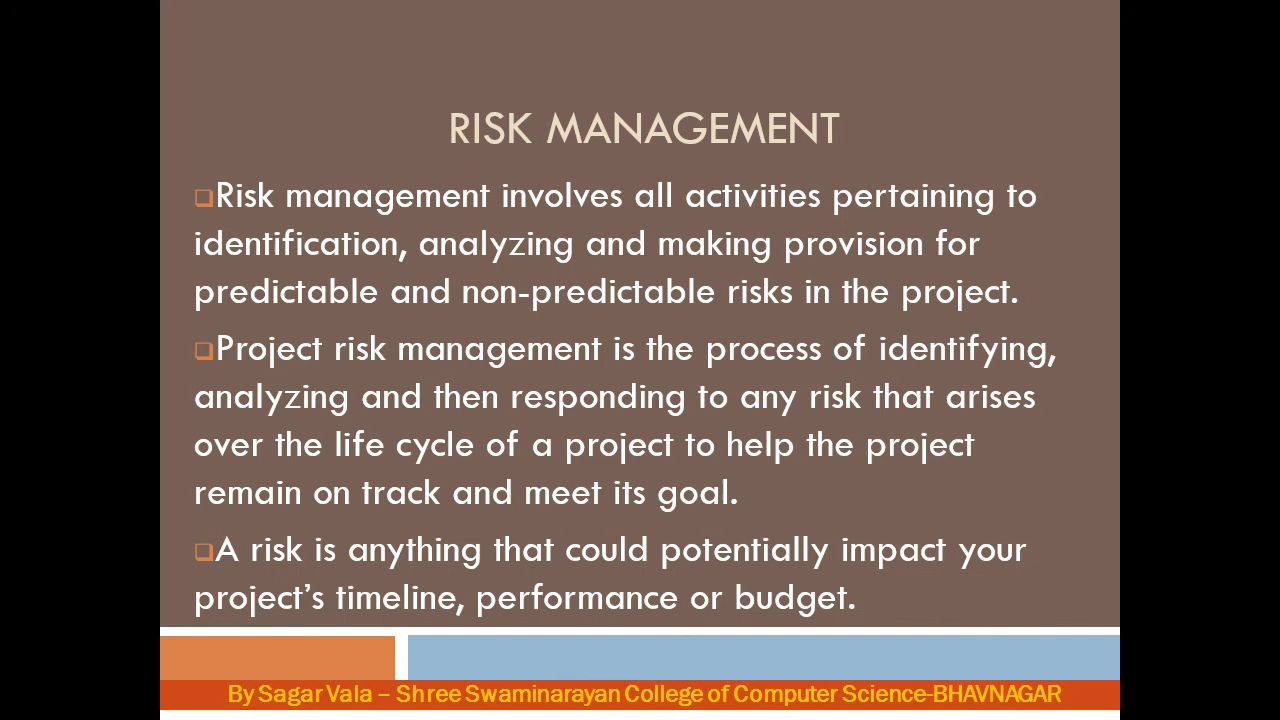 RISK MANAGEMENT
❑Risk management involves all activities pertaining to
identification, analyzing and making provision for
predictable and non-predictable risks in the project.
❑Project risk management is the process of identifying,
analyzing and then responding to any risk that arises
over the life cycle of a project to help the project
remain on track and meet its goal.
❑A risk is anything that could potentially impact your
project’s timeline, performance or budget.
By Sagar Vala – Shree Swaminarayan College of Computer Science-BHAVNAGAR